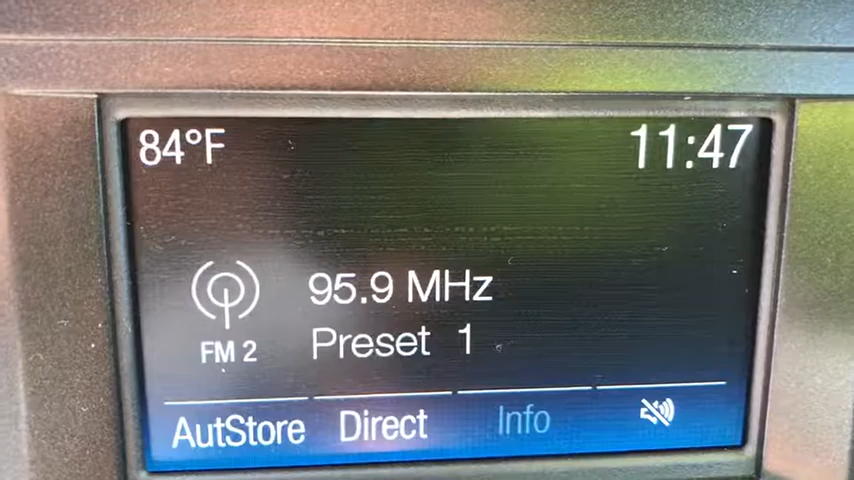 84°F 11:47
95.9 MHz
FM 2 Preset 1
AutStore Direct Info